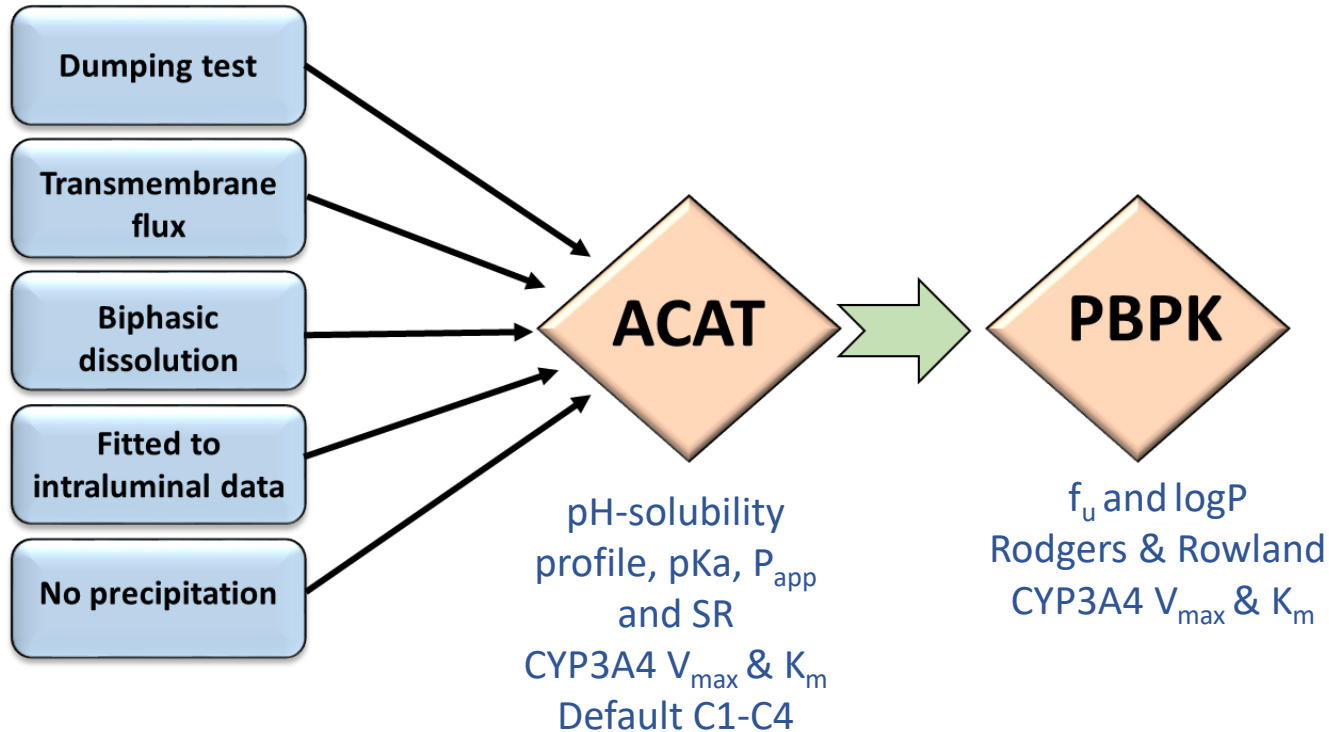 Dumping test
Transmembrane
flux
Biphasic
dissolution
Fitted to
intraluminal data
No precipitation
ACAT
pH-solubility
profile, pKa, Papp
and SR
CYP3A4 Vmax & Km
Default C1-C4
PBPK
fu and logP
Rodgers & Rowland
CYP3A4 Vmax & Km